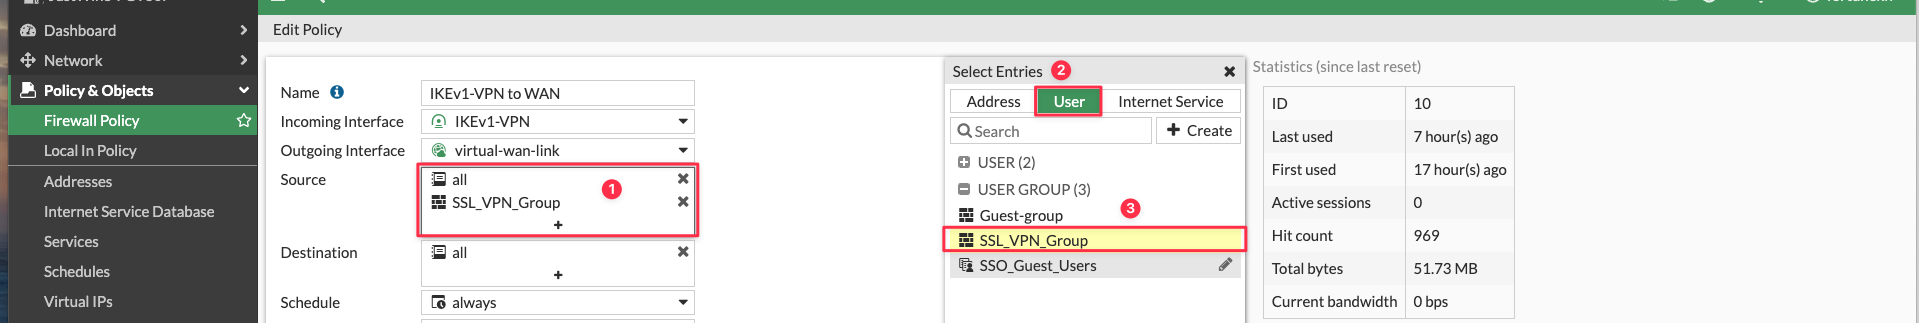 Dashboard
Network
Policy & Objects
Firewall Policy
Local In Policy
Addresses
Internet Service Database
Services
Schedules
Virtual IPs
Edit Policy
Name
IKEv1-VPN to WAN
Incoming Interface
IKEv1-VPN
Outgoing Interface
virtual-wan-link
Source
all
SSL_VPN_Group
1
Destination
all
Schedule
always
Select Entries 2
Address User Internet Service
Search
Create
USER (2)
USER GROUP (3)
Guest-group
3
SSL_VPN_Group
SSO_Guest_Users
Statistics (since last reset)
ID 10
Last used 7 hour(s) ago
First used 17 hour(s) ago
Active sessions 0
Hit count 969
Total bytes 51.73 MB
Current bandwidth 0 bps